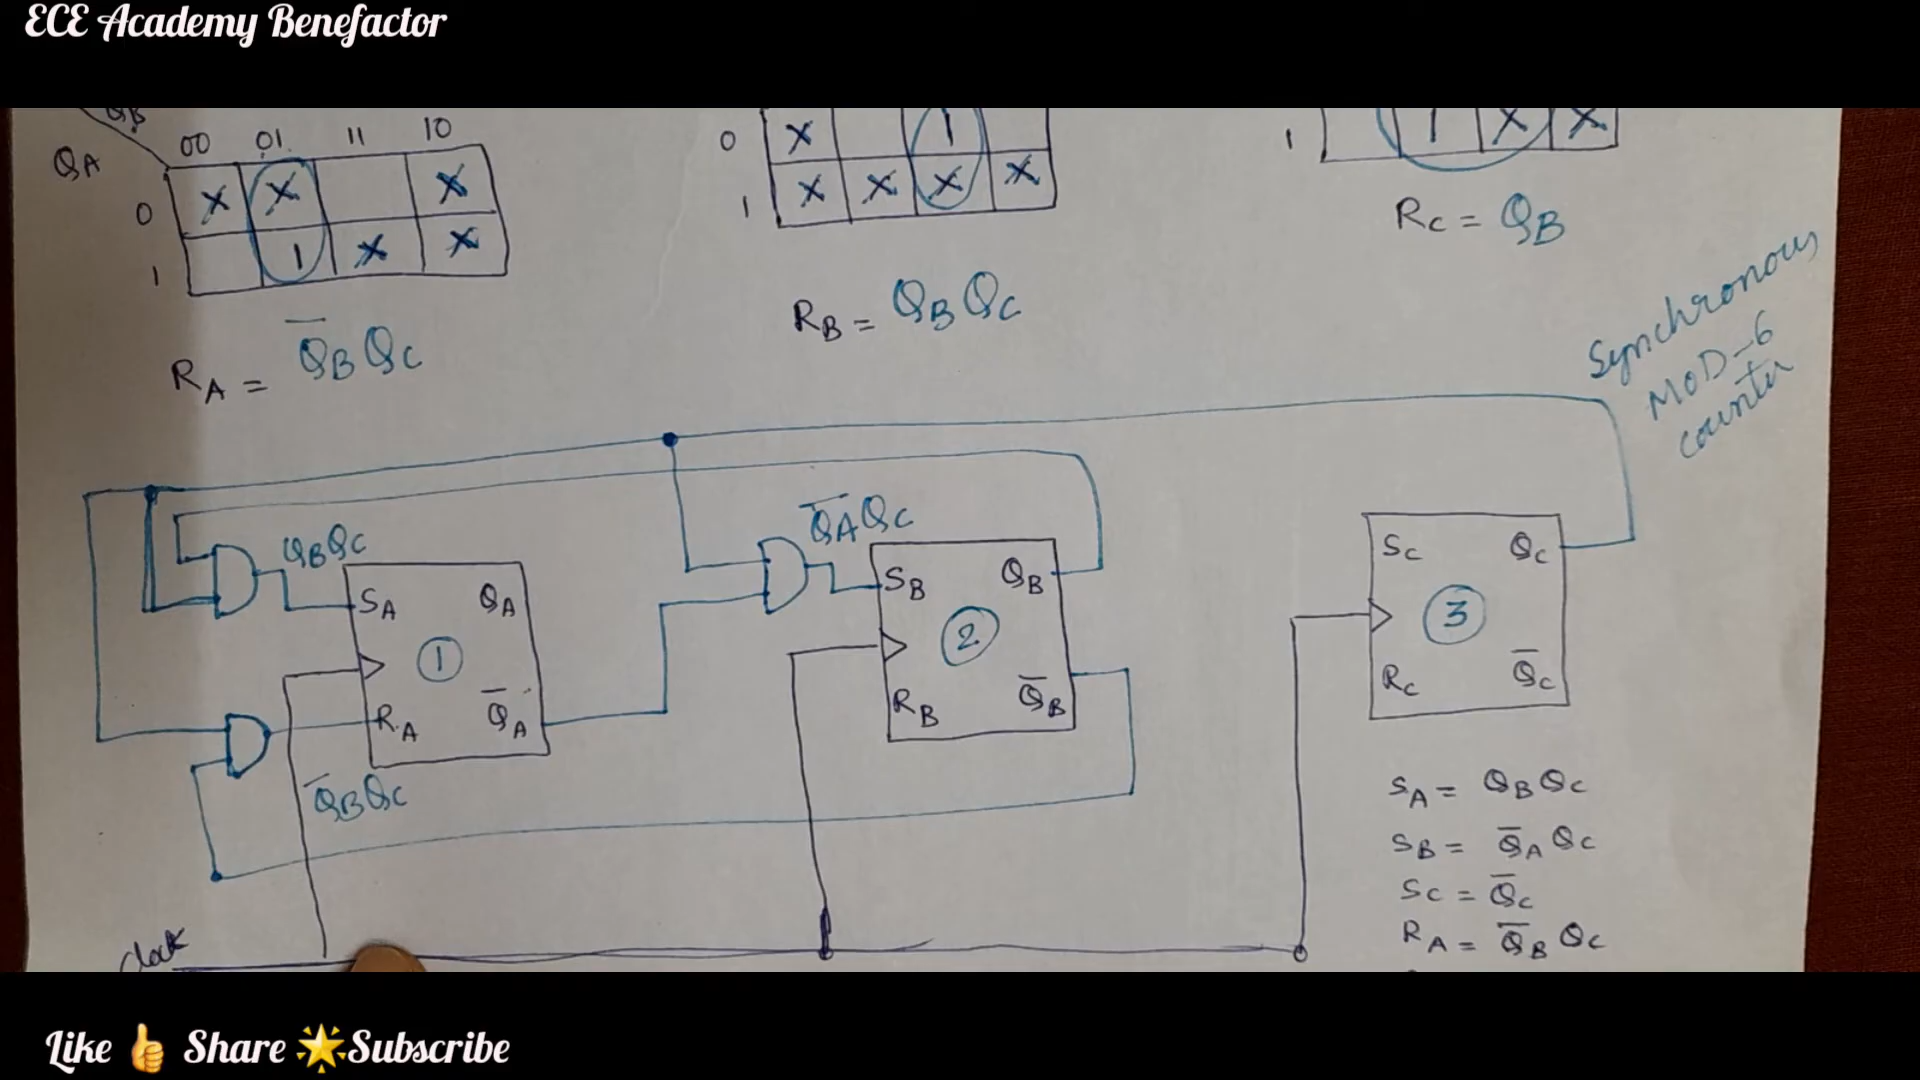 ECE Academy Benefactor
QB
QA
00 01 11 10
0 X X X
1 1 X X
RA = Q̅BQC
0 X 1
1 X X X X
RB = QBQC
1 1 X X
RC = QB
Synchronous
MOD-6
counter
QBQC
SA QA
1
RA Q̅A
Q̅BQC
Q̅AQC
SB QB
2
RB Q̅B
SC QC
3
RC Q̅C
SA = QBQC
SB = Q̅AQC
SC = Q̅C
RA = Q̅BQC
clock
Like 👍 Share 🌟Subscribe